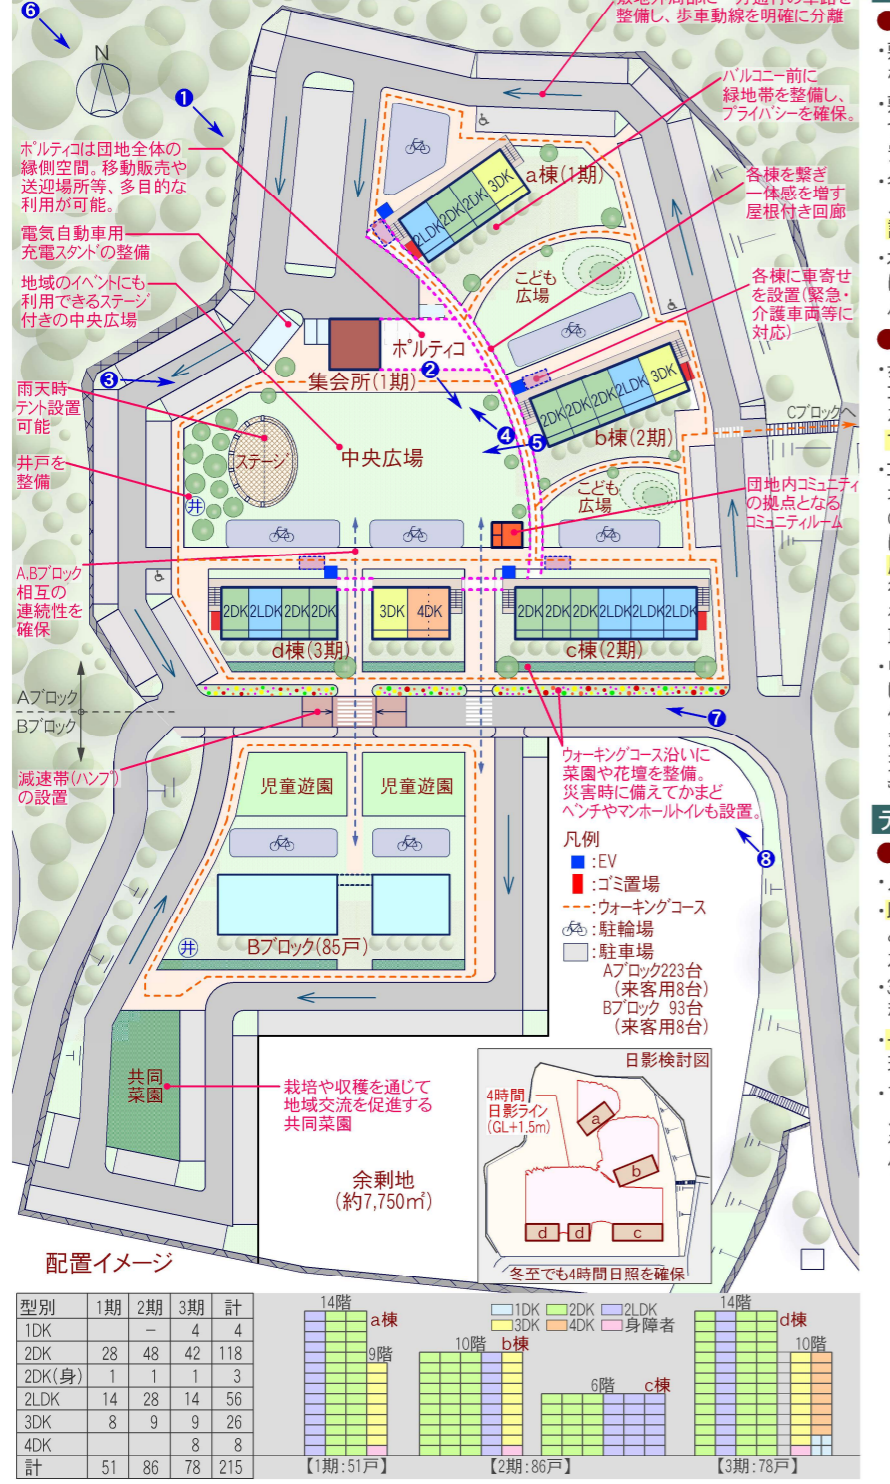 整備し、歩車動線を明確に分離
❻
N
❶
バルコニー前に
緑地帯を整備し、
プライバシーを確保。
ポルティコは団地全体の
縁側空間。移動販売や
送迎場所等、多目的な
利用が可能。
a棟(1期)
2LDK
2DK
2DK
3DK
各棟を繋ぎ
一体感を増す
屋根付き回廊
電気自動車用
充電スタンドの整備
こども
広場
地域のイベントにも
利用できるステージ
付きの中央広場
各棟に車寄せ
を設置(緊急・
介護車両等に
対応)
ポルティコ
集会所(1期)
❷
❸
雨天時
テント設置
可能
2DK
2DK
2DK
2LDK
3DK
b棟(2期)
Cブロックへ
❹
❺
ステージ
中央広場
井戸を
整備
井
こども
広場
団地内コミュニティ
の拠点となる
コミュニティルーム
A,Bブロック
相互の
連続性を
確保
2DK
2LDK
2DK
2DK
3DK
4DK
2DK
2DK
2DK
2LDK
2LDK
2LDK
d棟(3期)
c棟(2期)
Aブロック
Bブロック
❼
減速帯(ハンプ)
の設置
児童遊園
児童遊園
ウォーキングコース沿いに
菜園や花壇を整備。
災害時に備えてかまど
ベンチやマンホールトイレも設置。
❽
凡例
:EV
:ゴミ置場
:ウォーキングコース
:駐輪場
:駐車場
Aブロック223台
(来客用8台)
Bブロック 93台
(来客用8台)
井
Bブロック(85戸)
共同
菜園
栽培や収穫を通じて
地域交流を促進する
共同菜園
余剰地
(約7,750㎡)
日影検討図
4時間
日影ライン
(GL+1.5m)
a
b
d
d
c
冬至でも4時間日照を確保
配置イメージ
型別 1期 2期 3期 計
1DK － 4 4
2DK 28 48 42 118
2DK(身) 1 1 1 3
2LDK 14 28 14 56
3DK 8 9 9 26
4DK 8 8
計 51 86 78 215
14階
a棟
9階
【1期:51戸】
1DK 2DK 2LDK
3DK 4DK 身障者
10階
b棟
6階
c棟
【2期:86戸】
14階
d棟
10階
【3期:78戸】